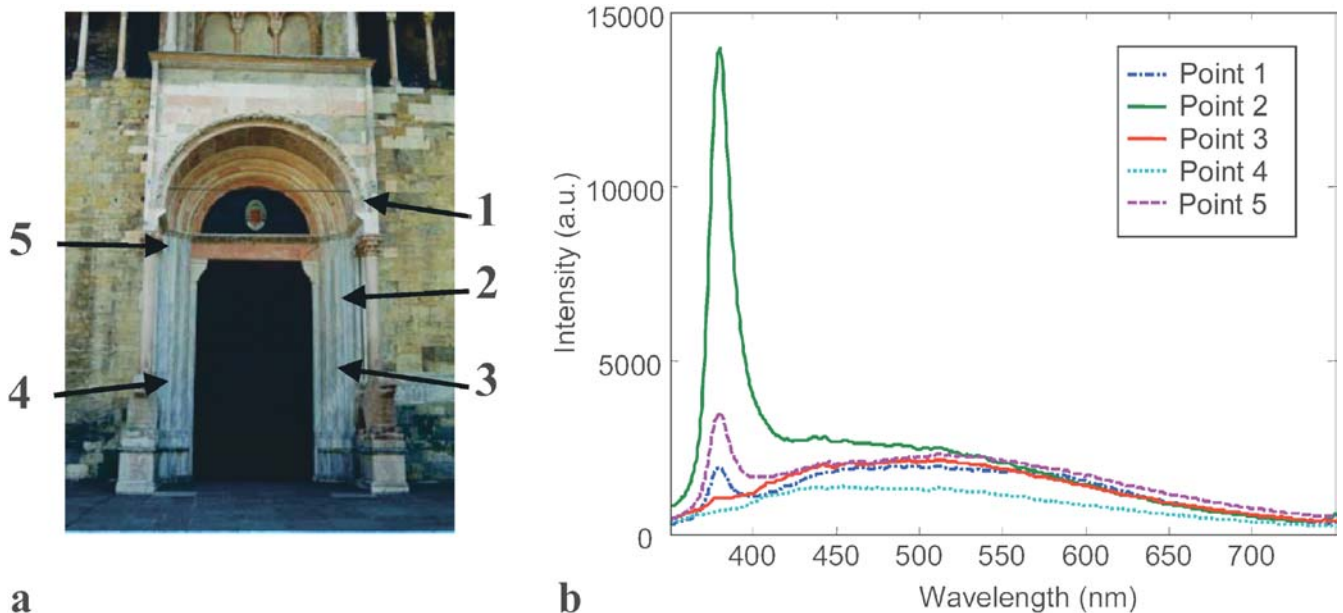 5
4
1
2
3
a
15000
10000
5000
0
Intensity (a.u.)
400 450 500 550 600 650 700
Wavelength (nm)
Point 1
Point 2
Point 3
Point 4
Point 5
b